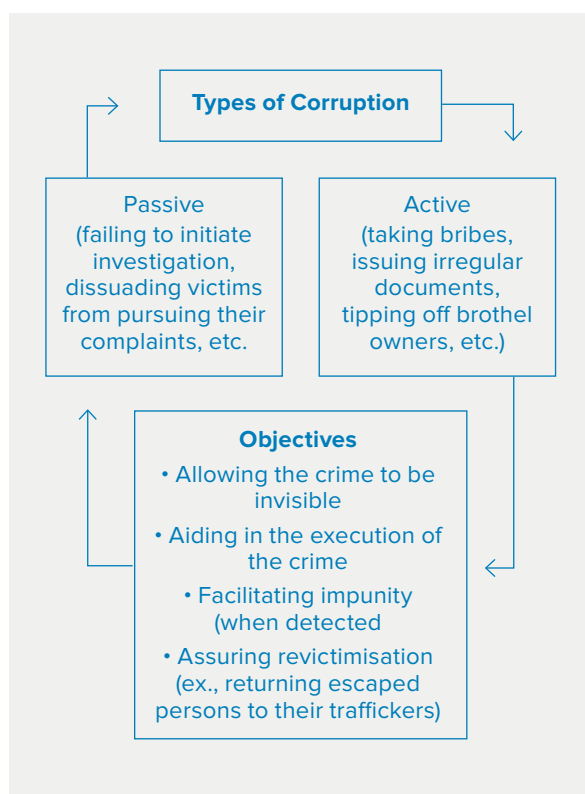 Types of Corruption
Passive
(failing to initiate
investigation,
dissuading victims
from pursuing their
complaints, etc.
Active
(taking bribes,
issuing irregular
documents,
tipping off brothel
owners, etc.)
Objectives
• Allowing the crime to be
invisible
• Aiding in the execution of
the crime
• Facilitating impunity
(when detected
• Assuring revictimisation
(ex., returning escaped
persons to their traffickers)